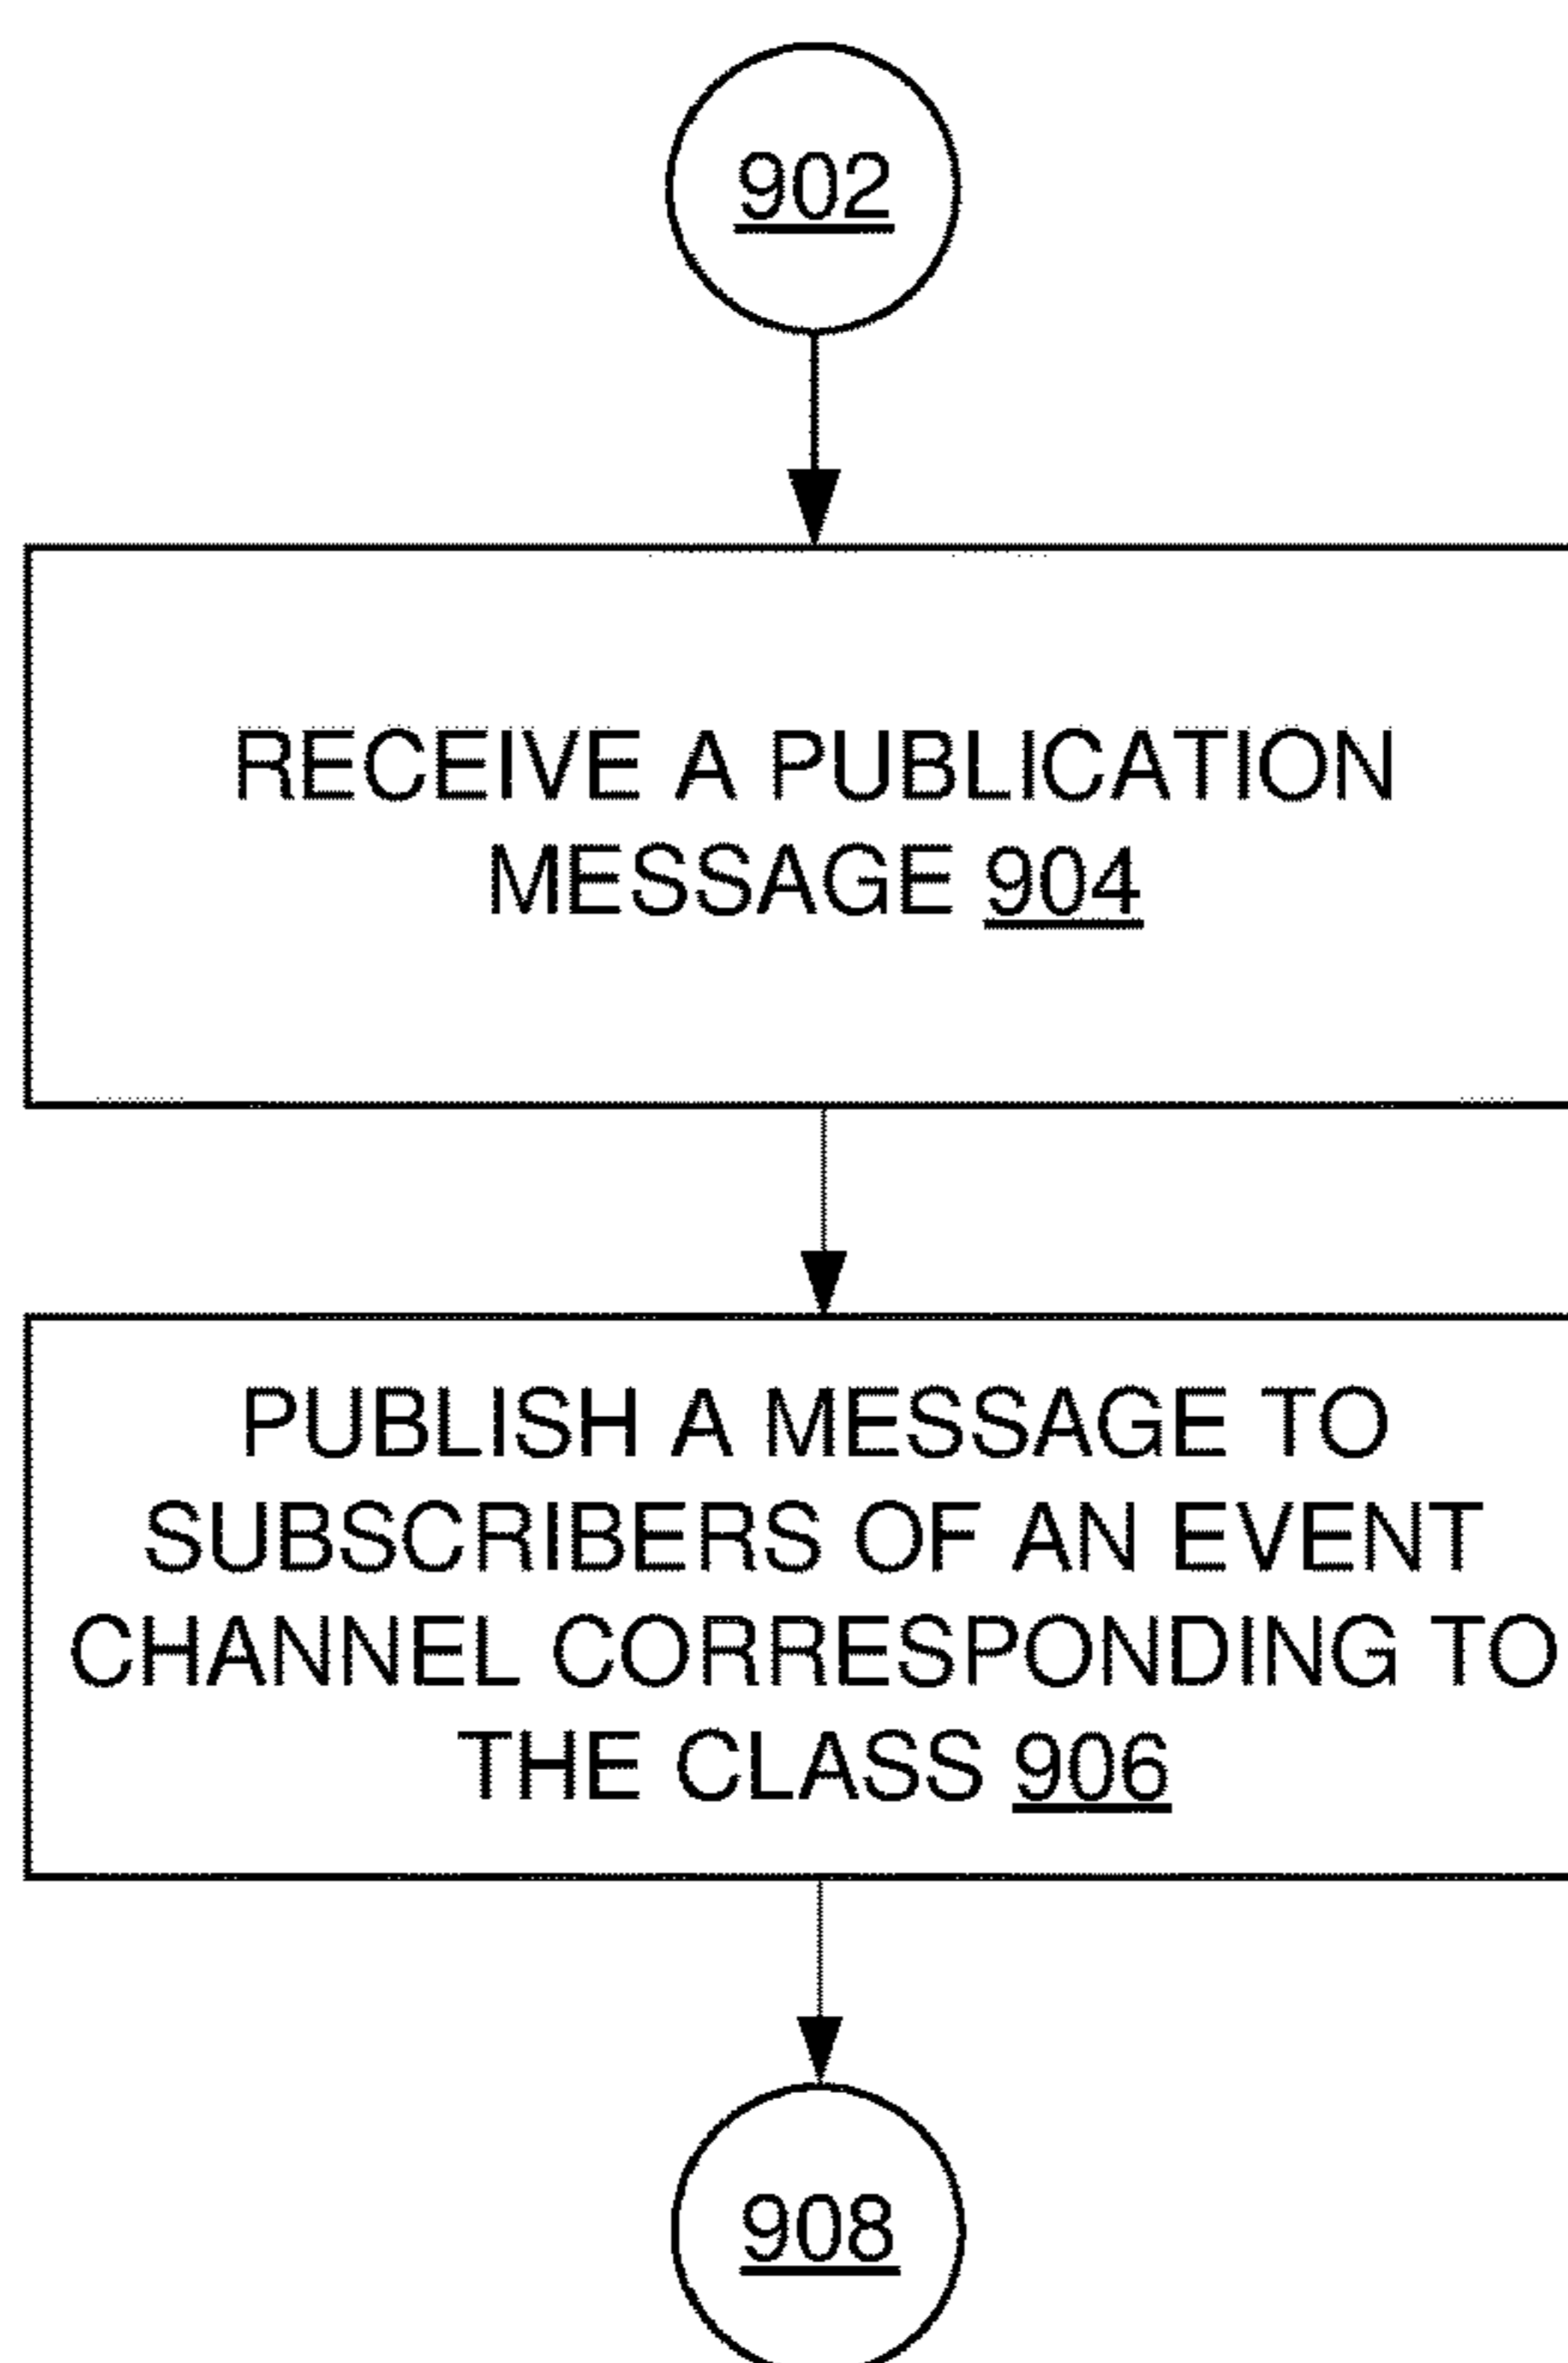 902
RECEIVE A PUBLICATION
MESSAGE 904
PUBLISH A MESSAGE TO
SUBSCRIBERS OF AN EVENT
CHANNEL CORRESPONDING TO
THE CLASS 906
908